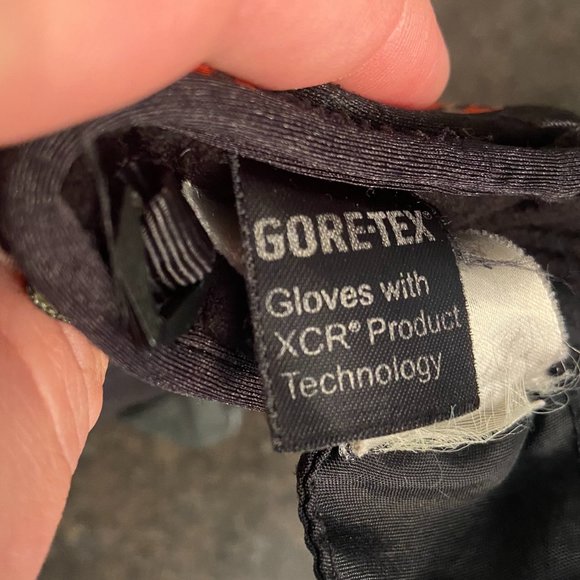 GORE-TEX®
Gloves with
XCR® Product
Technology